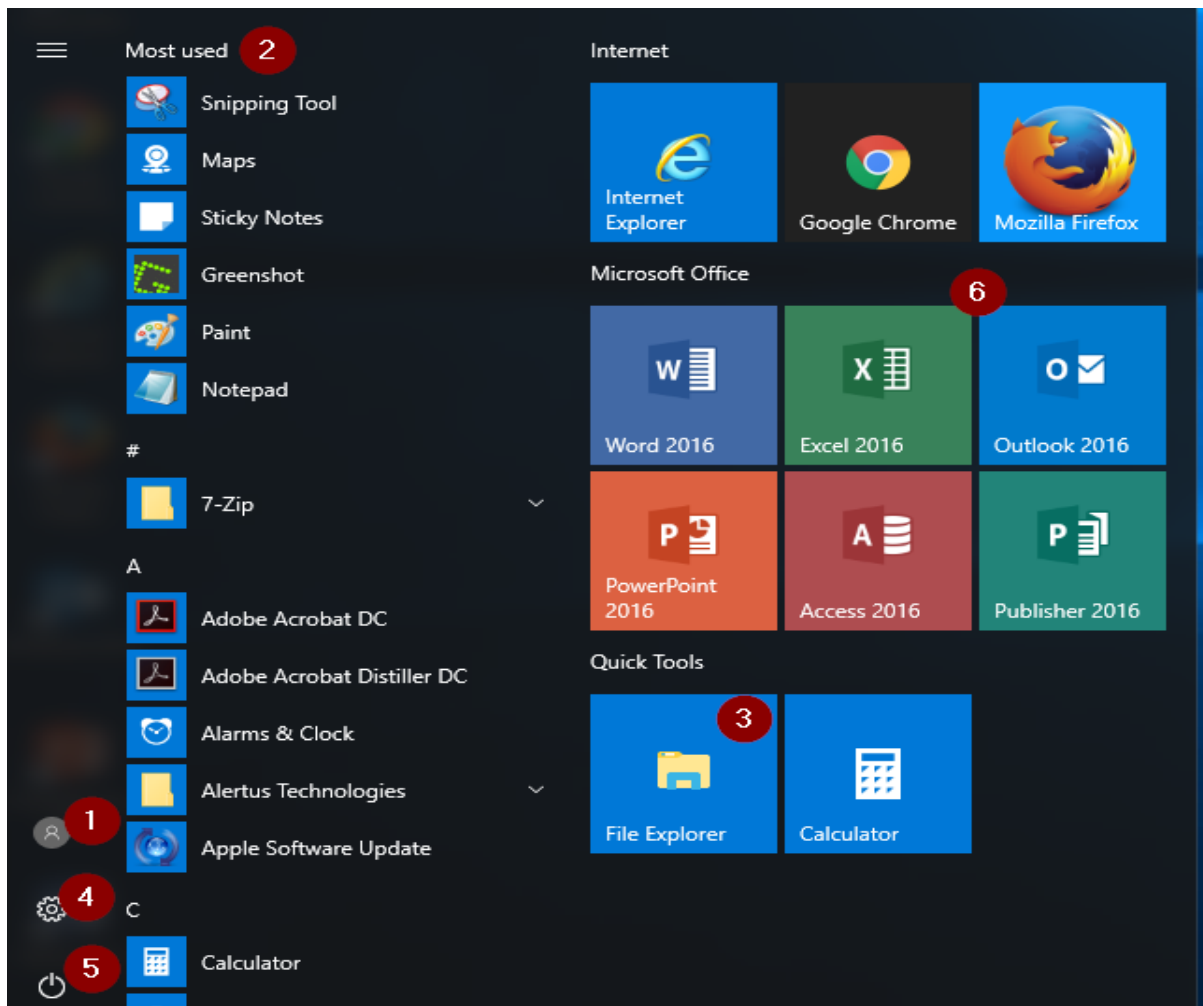 Most used 2
Snipping Tool
Maps
Sticky Notes
Greenshot
Paint
Notepad
#
7-Zip
A
Adobe Acrobat DC
Adobe Acrobat Distiller DC
Alarms & Clock
Alertus Technologies
1
Apple Software Update
4
C
5
Calculator
Internet
Internet
Explorer
Google Chrome
Mozilla Firefox
Microsoft Office
6
W
Word 2016
X
Excel 2016
O
Outlook 2016
P
PowerPoint
2016
A
Access 2016
P
Publisher 2016
Quick Tools
3
File Explorer
Calculator